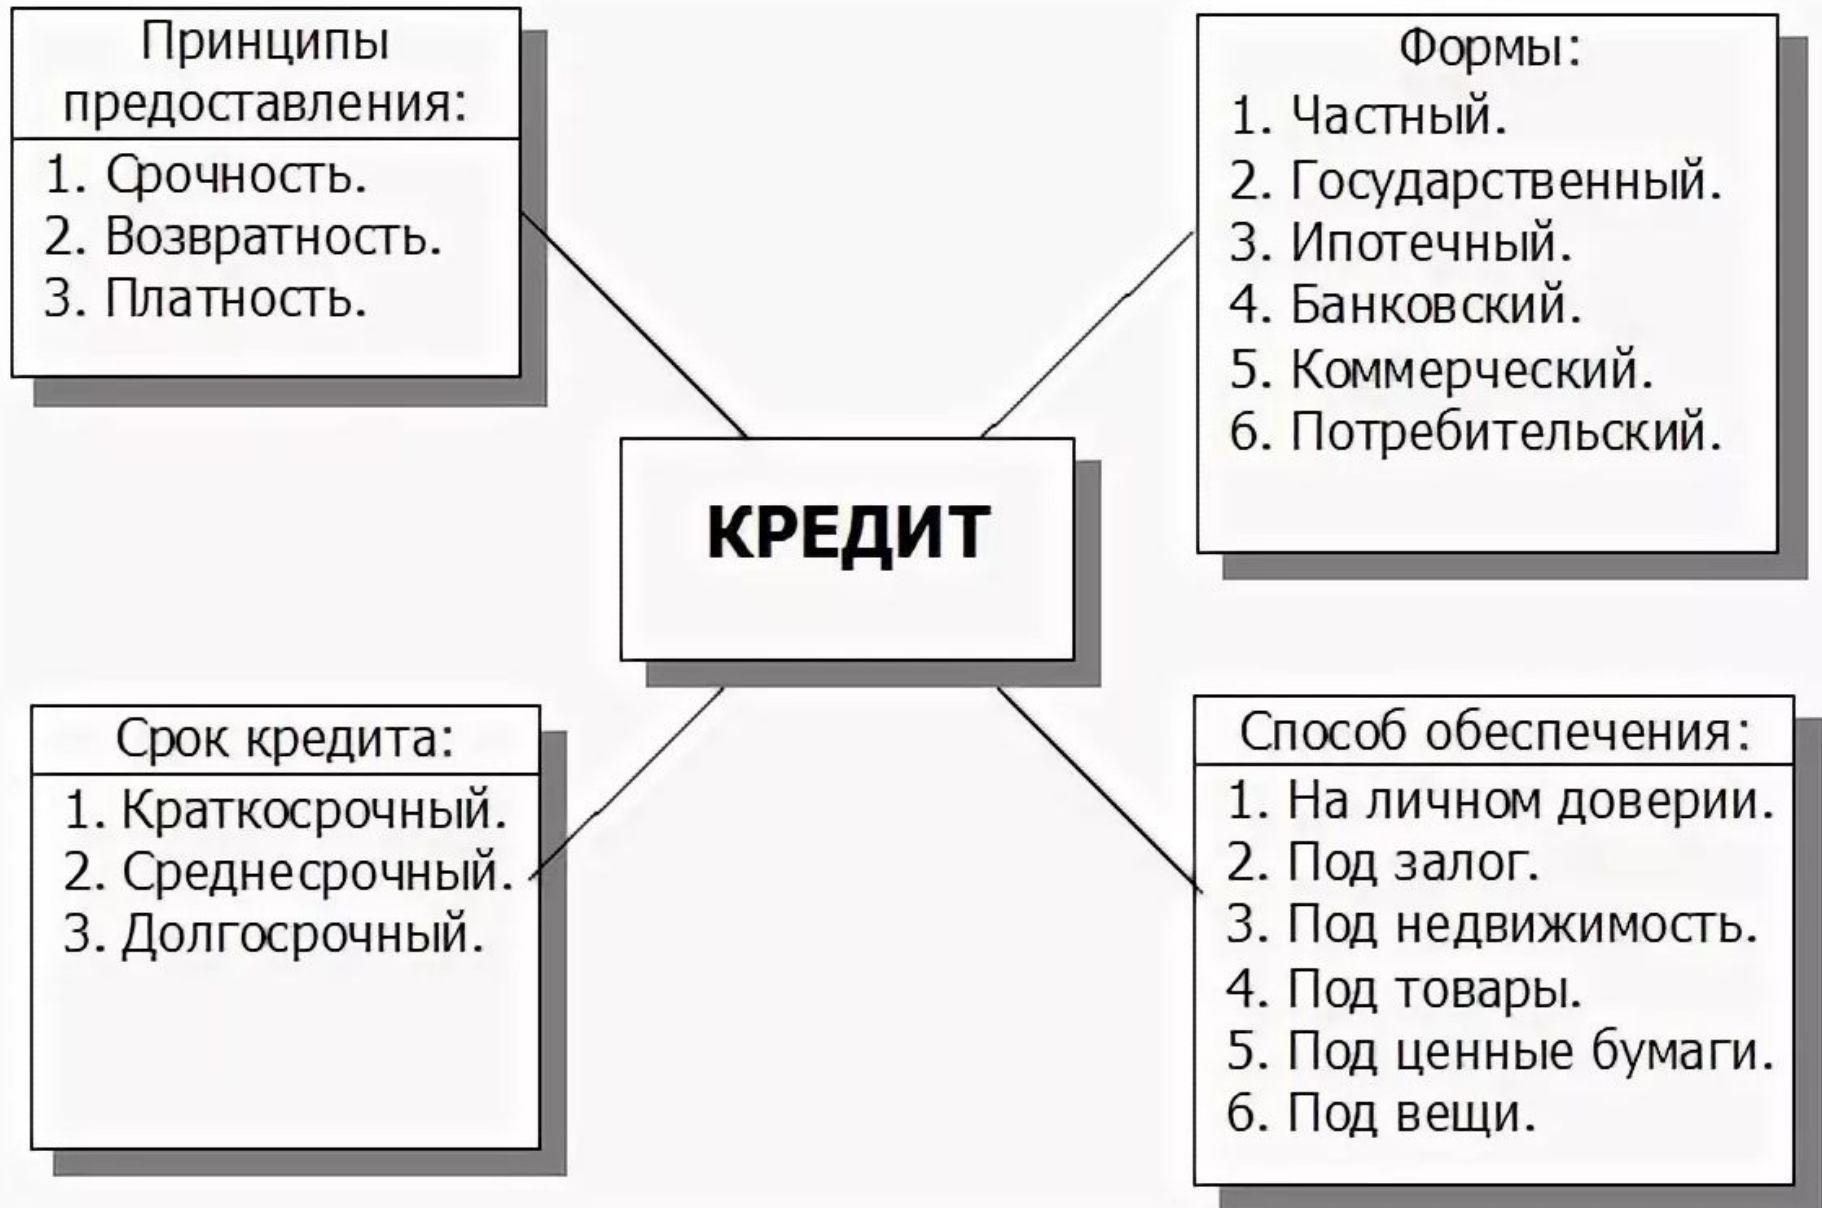 Принципы
предоставления:
1. Срочность.
2. Возвратность.
3. Платность.
Формы:
1. Частный.
2. Государственный.
3. Ипотечный.
4. Банковский.
5. Коммерческий.
6. Потребительский.
КРЕДИТ
Срок кредита:
1. Краткосрочный.
2. Среднесрочный.
3. Долгосрочный.
Способ обеспечения:
1. На личном доверии.
2. Под залог.
3. Под недвижимость.
4. Под товары.
5. Под ценные бумаги.
6. Под вещи.